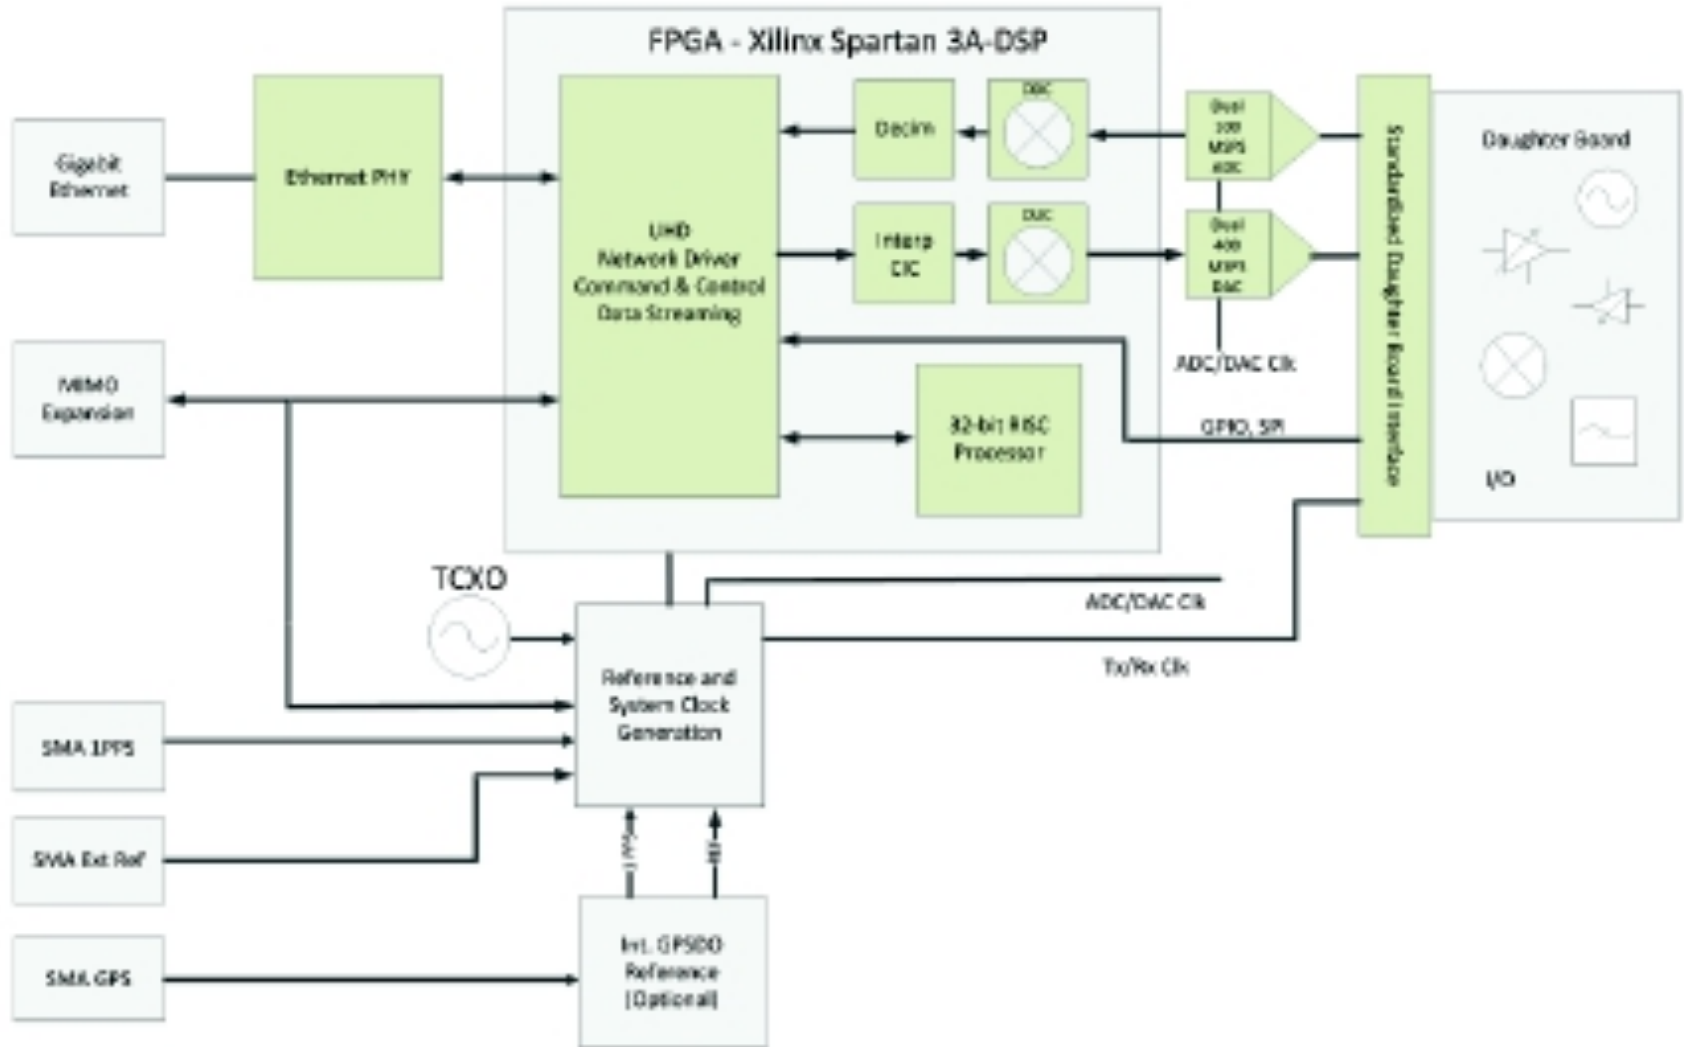 FPGA - Xilinx Spartan 3A-DSP
Gigabit
Ethernet
Ethernet PHY
UHD
Network Driver
Command & Control
Data Streaming
Decim
DDC
Dual
100
MSPS
ADC
Interp
CIC
DUC
Dual
400
MSPS
DAC
ADC/DAC Clk
Standardized Daughter Board Interface
Daughter Board
I/O
MIMO
Expansion
32-bit RISC
Processor
GPIO, SPI
TCXO
ADC/DAC Clk
Tx/Rx Clk
Reference and
System Clock
Generation
SMA 1PPS
SMA Ext Ref
SMA GPS
Int. GPSDO
Reference
(Optional)